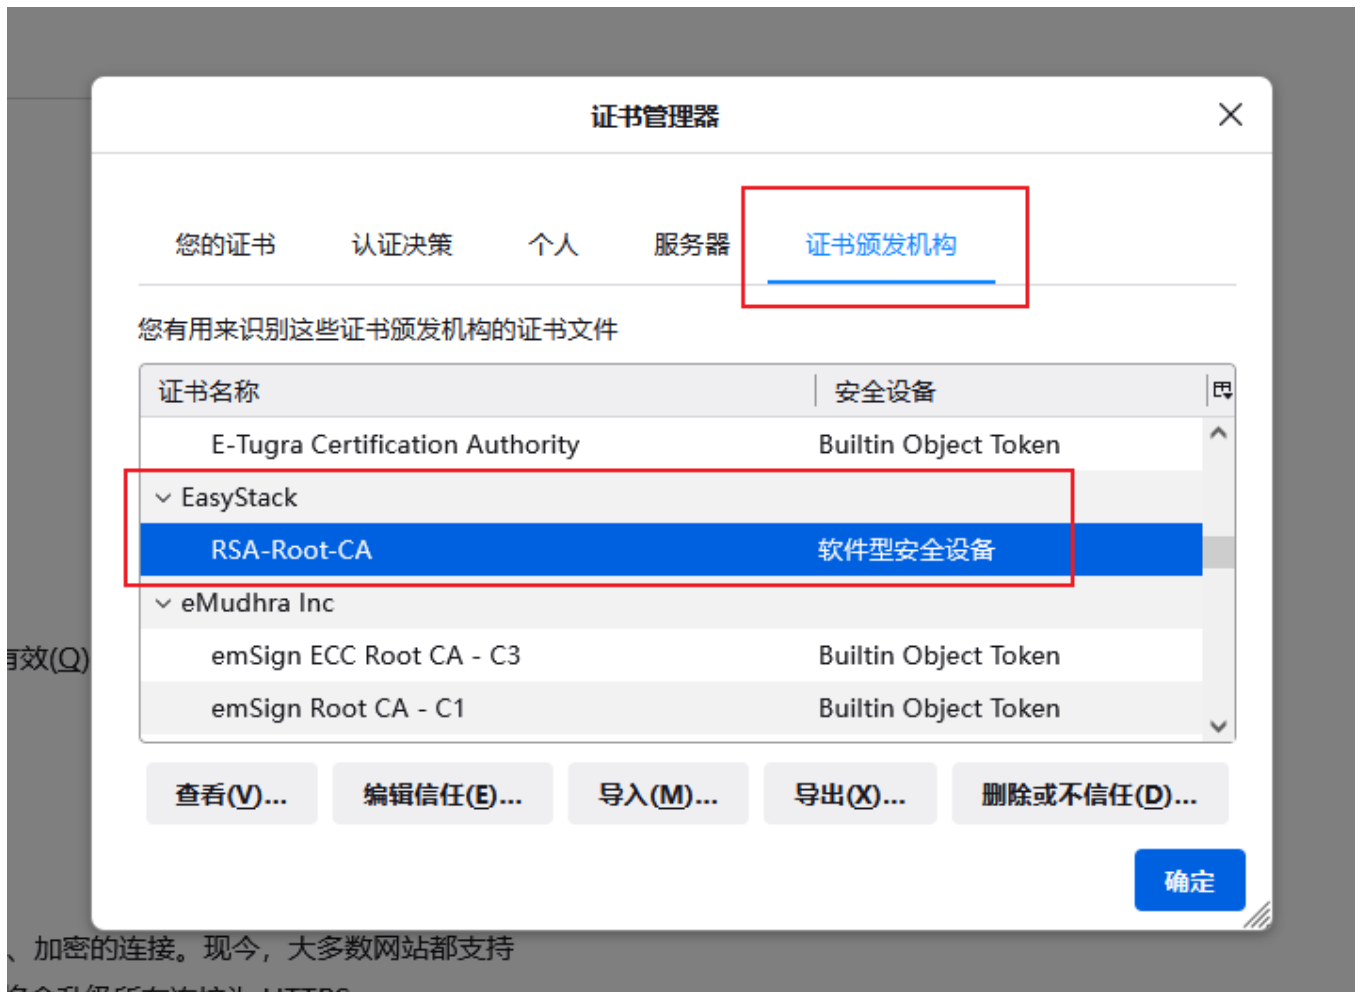 证书管理器
您的证书 认证决策 个人 服务器 证书颁发机构
您有用来识别这些证书颁发机构的证书文件
证书名称 安全设备
E-Tugra Certification Authority Builtin Object Token
EasyStack
RSA-Root-CA 软件型安全设备
eMudhra Inc
emSign ECC Root CA - C3 Builtin Object Token
有效(Q)
emSign Root CA - C1 Builtin Object Token
查看(V)... 编辑信任(E)... 导入(M)... 导出(X)... 删除或不信任(D)...
确定
、加密的连接。现今，大多数网站都支持